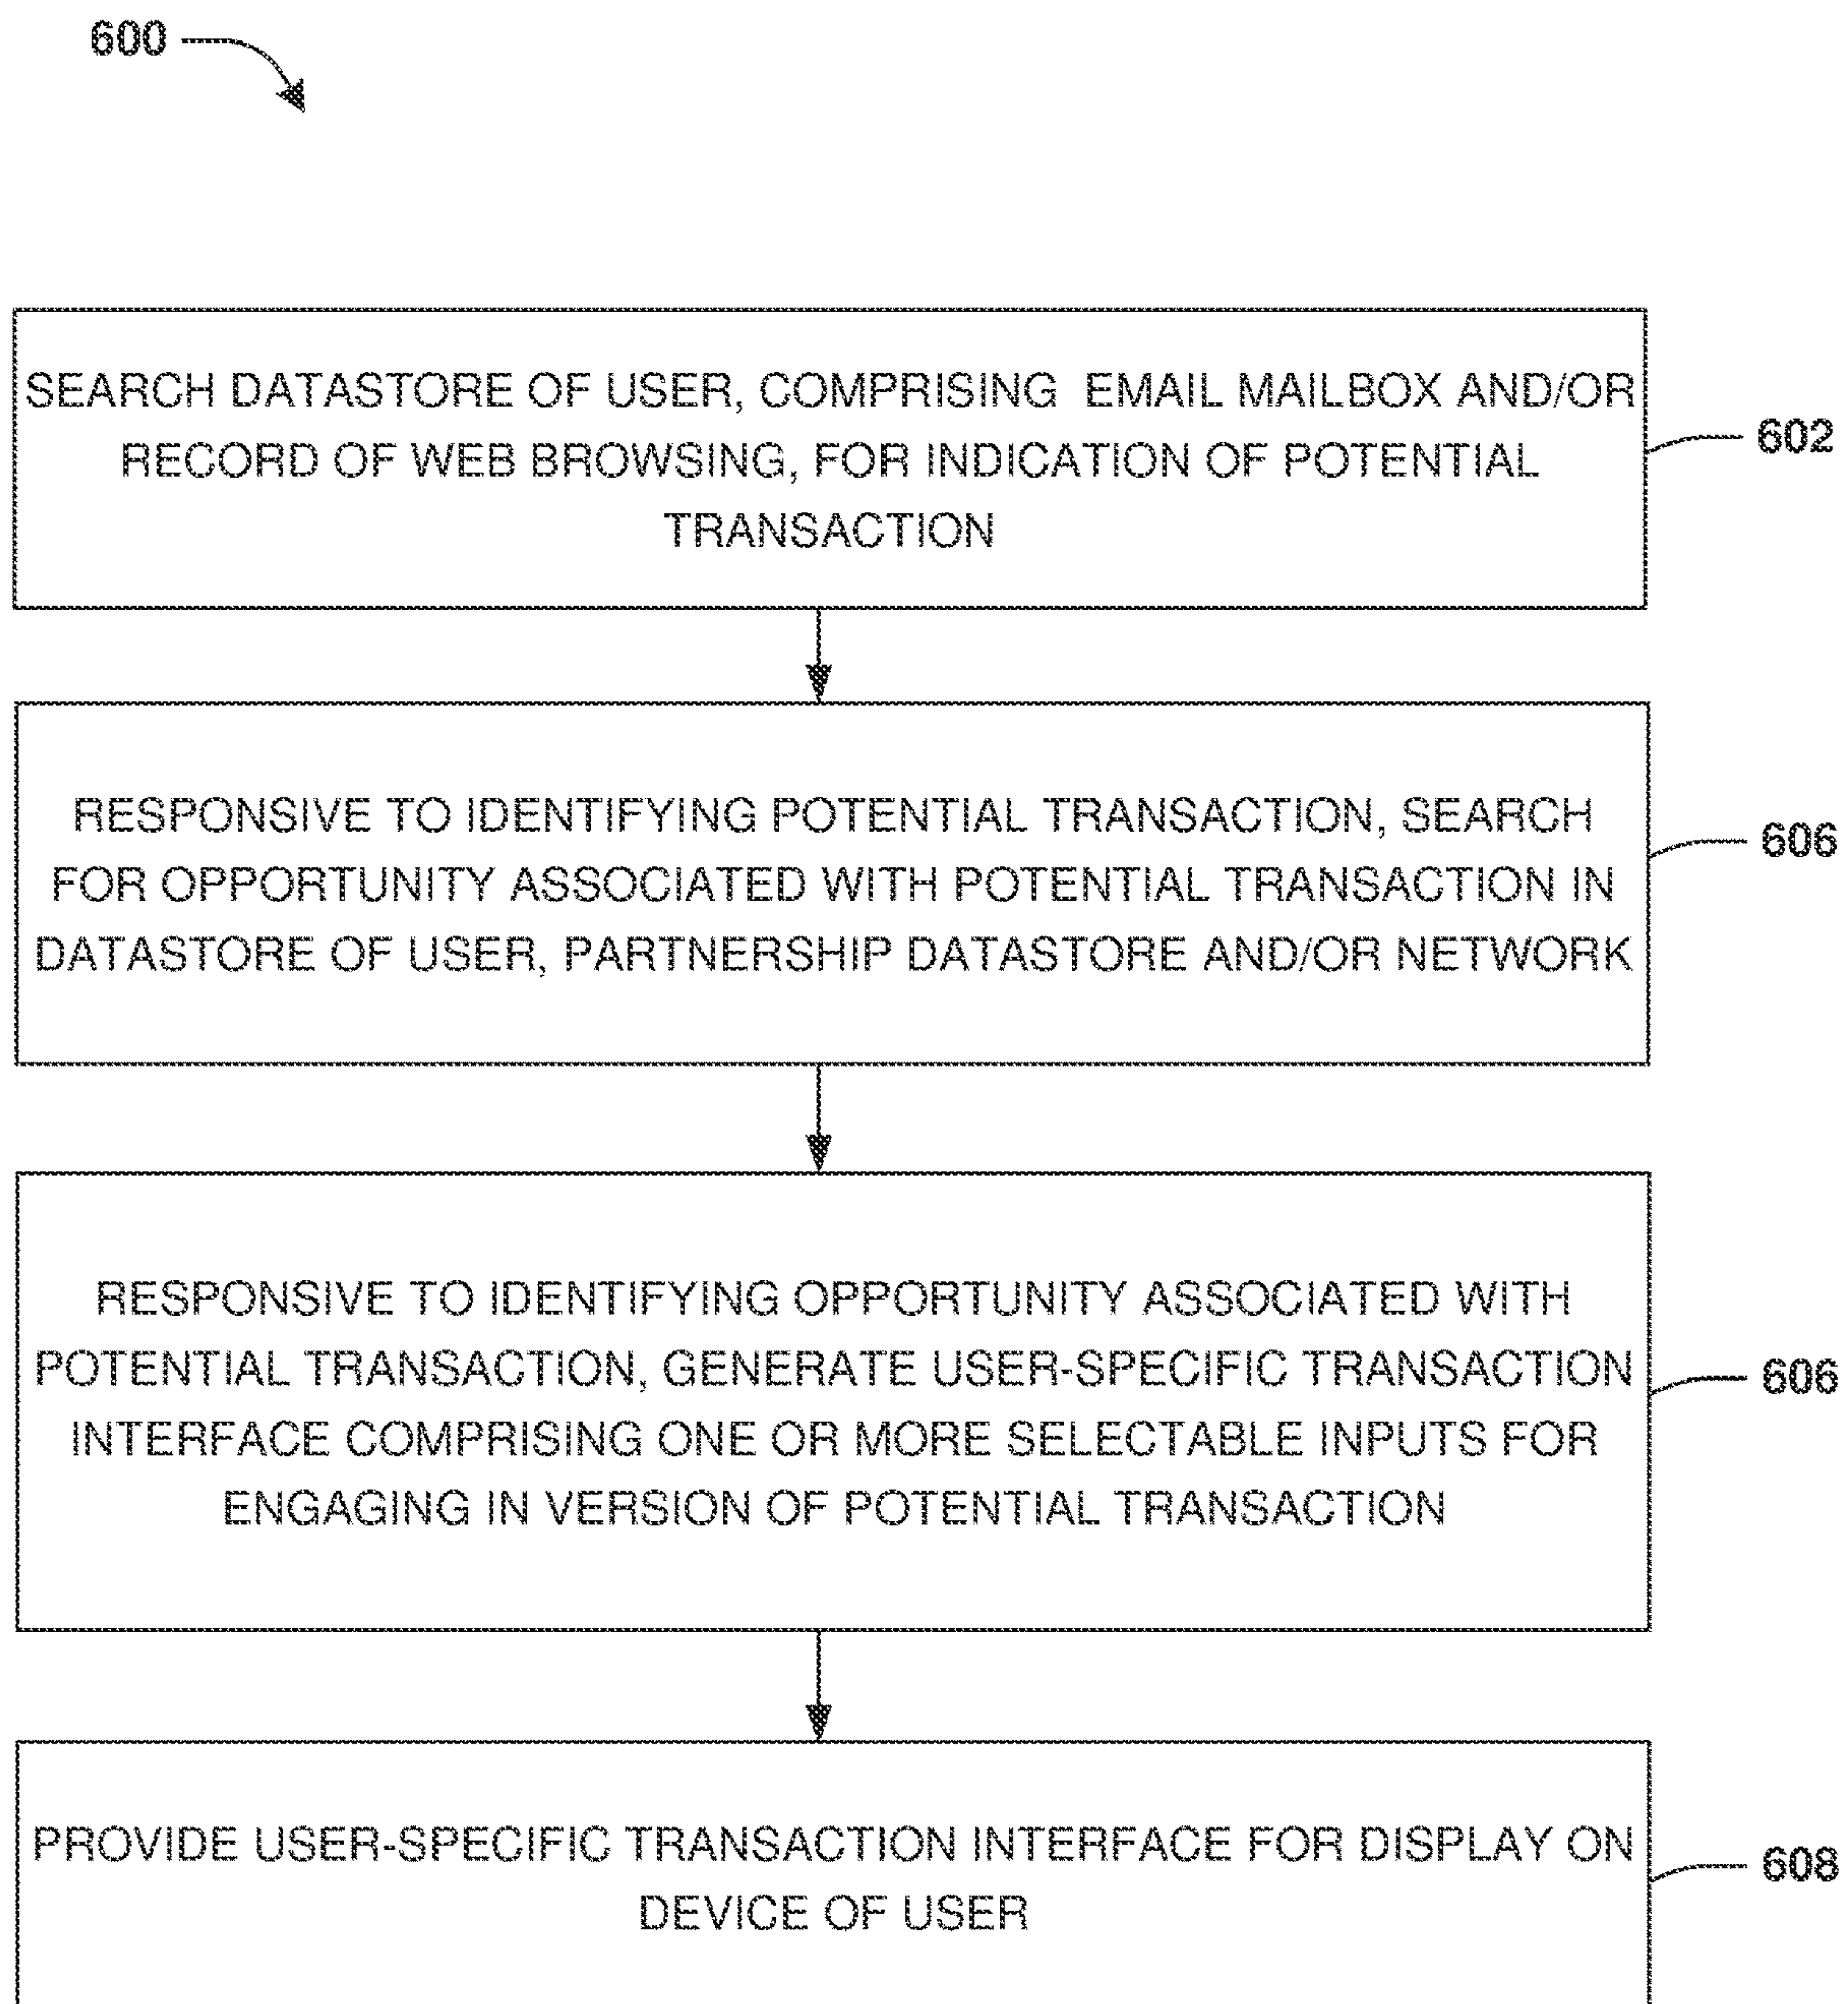 600
SEARCH DATASTORE OF USER, COMPRISING EMAIL MAILBOX AND/OR
RECORD OF WEB BROWSING, FOR INDICATION OF POTENTIAL
TRANSACTION
602
RESPONSIVE TO IDENTIFYING POTENTIAL TRANSACTION, SEARCH
FOR OPPORTUNITY ASSOCIATED WITH POTENTIAL TRANSACTION IN
DATASTORE OF USER, PARTNERSHIP DATASTORE AND/OR NETWORK
606
RESPONSIVE TO IDENTIFYING OPPORTUNITY ASSOCIATED WITH
POTENTIAL TRANSACTION, GENERATE USER-SPECIFIC TRANSACTION
INTERFACE COMPRISING ONE OR MORE SELECTABLE INPUTS FOR
ENGAGING IN VERSION OF POTENTIAL TRANSACTION
606
PROVIDE USER-SPECIFIC TRANSACTION INTERFACE FOR DISPLAY ON
DEVICE OF USER
608